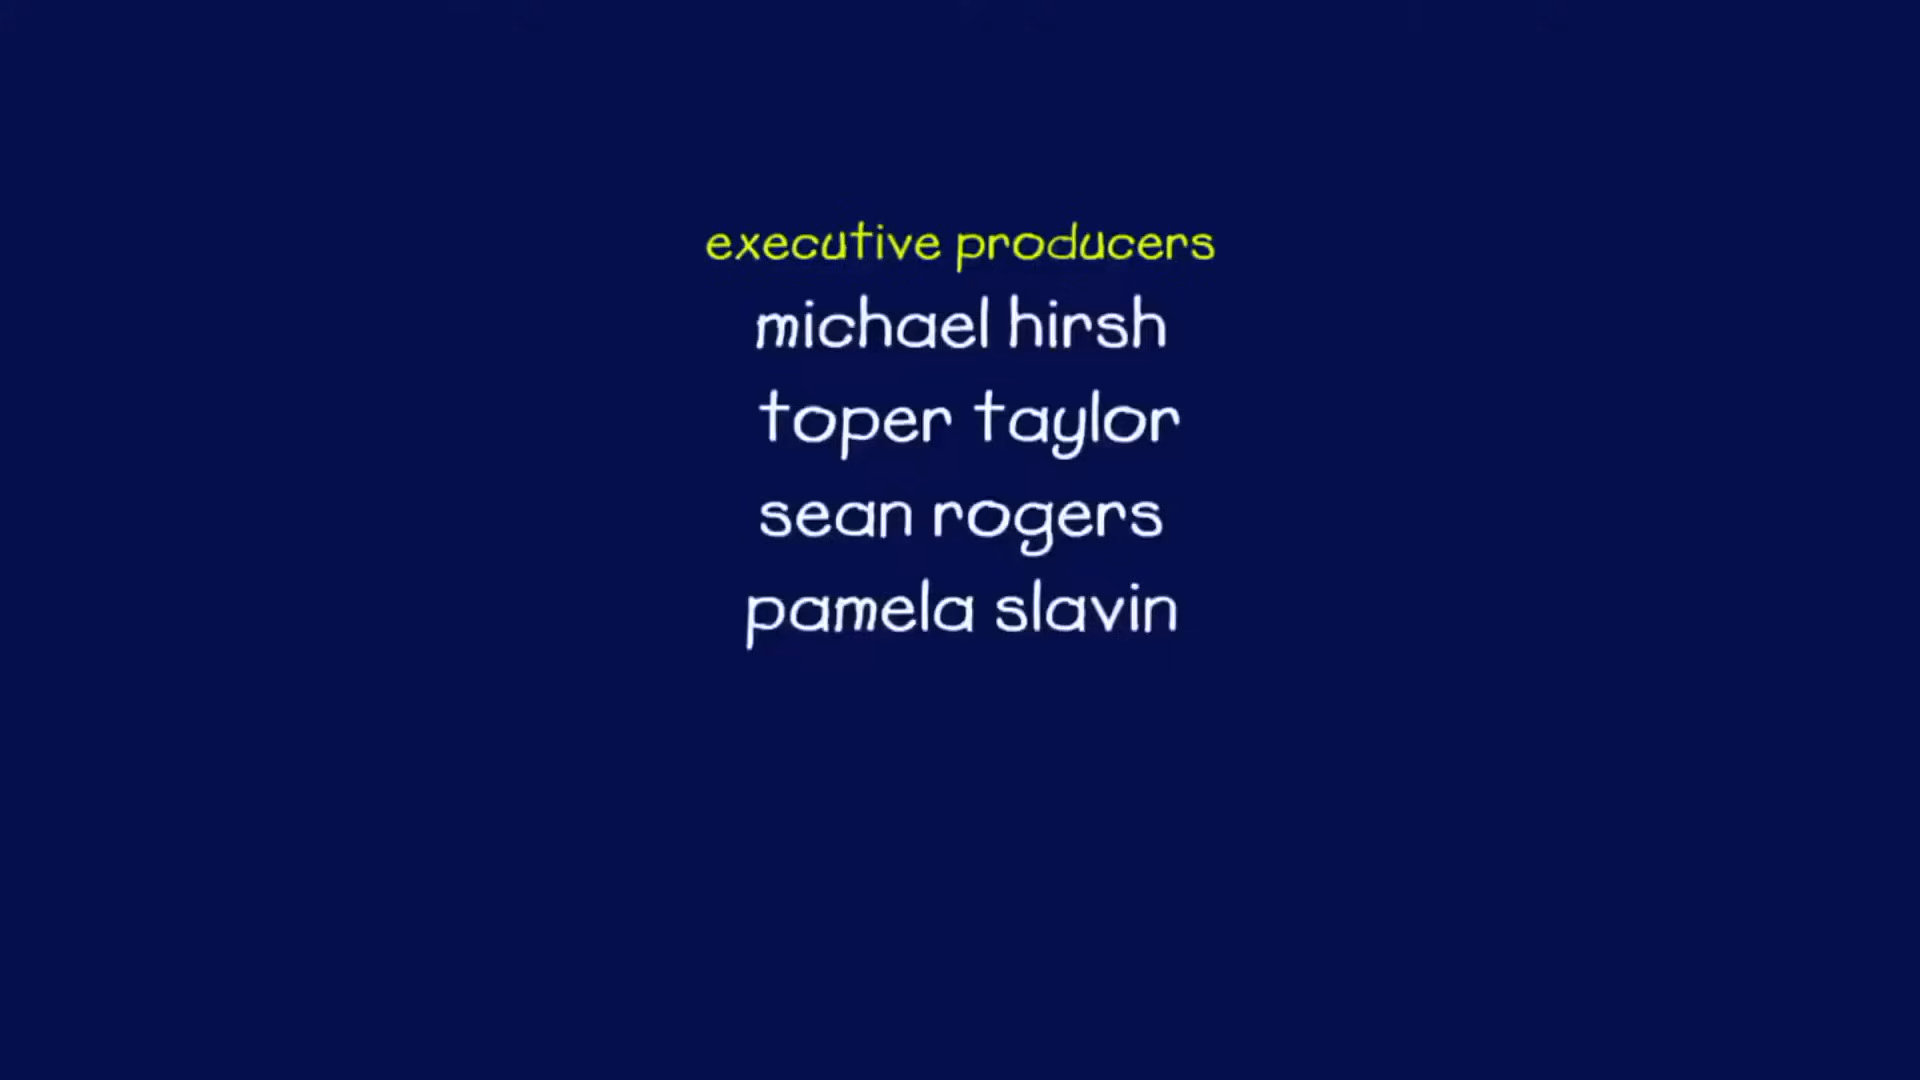 executive producers
michael hirsh
toper taylor
sean rogers
pamela slavin